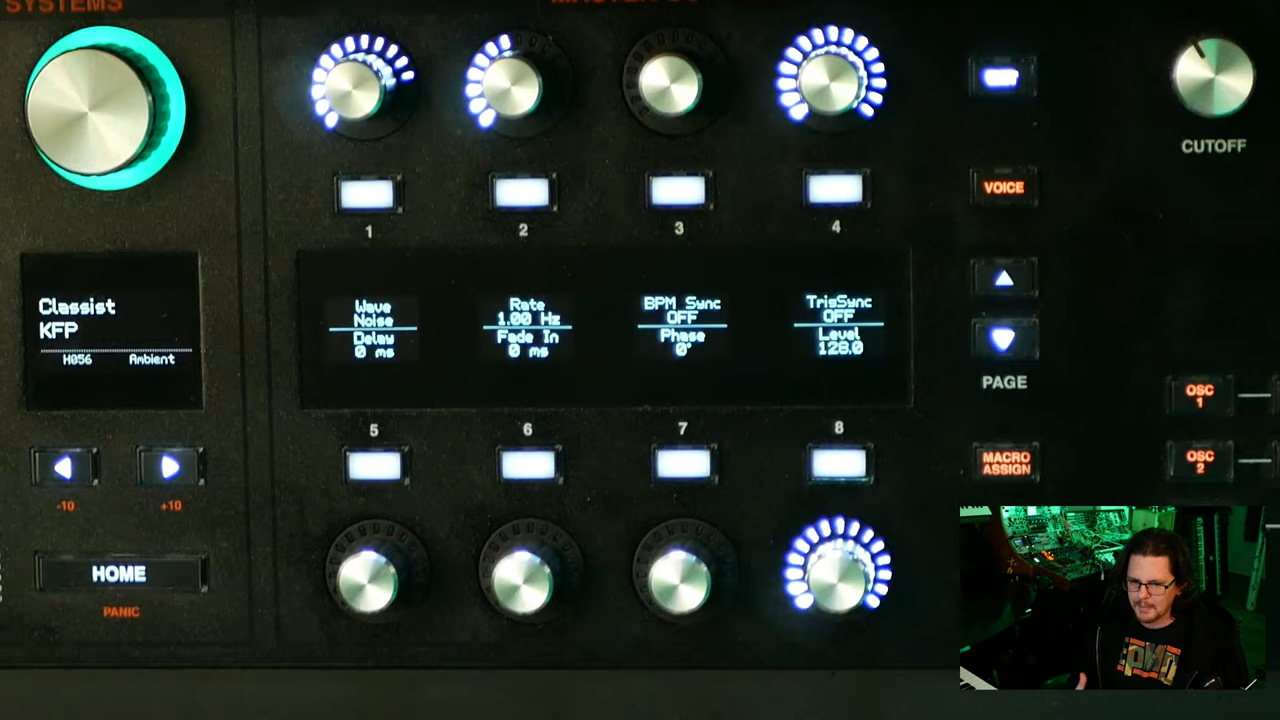 SYSTEMS
CUTOFF
VOICE
1
2
3
4
Classist
KFP
H056
Ambient
Wave
Noise
Delay
0 ms
Rate
1.00 Hz
Fade In
0 ms
BPM Sync
OFF
Phase
0°
TrigSync
OFF
Level
128.0
PAGE
OSC
1
5
6
7
8
MACRO
ASSIGN
OSC
2
-10
+10
HOME
PANIC